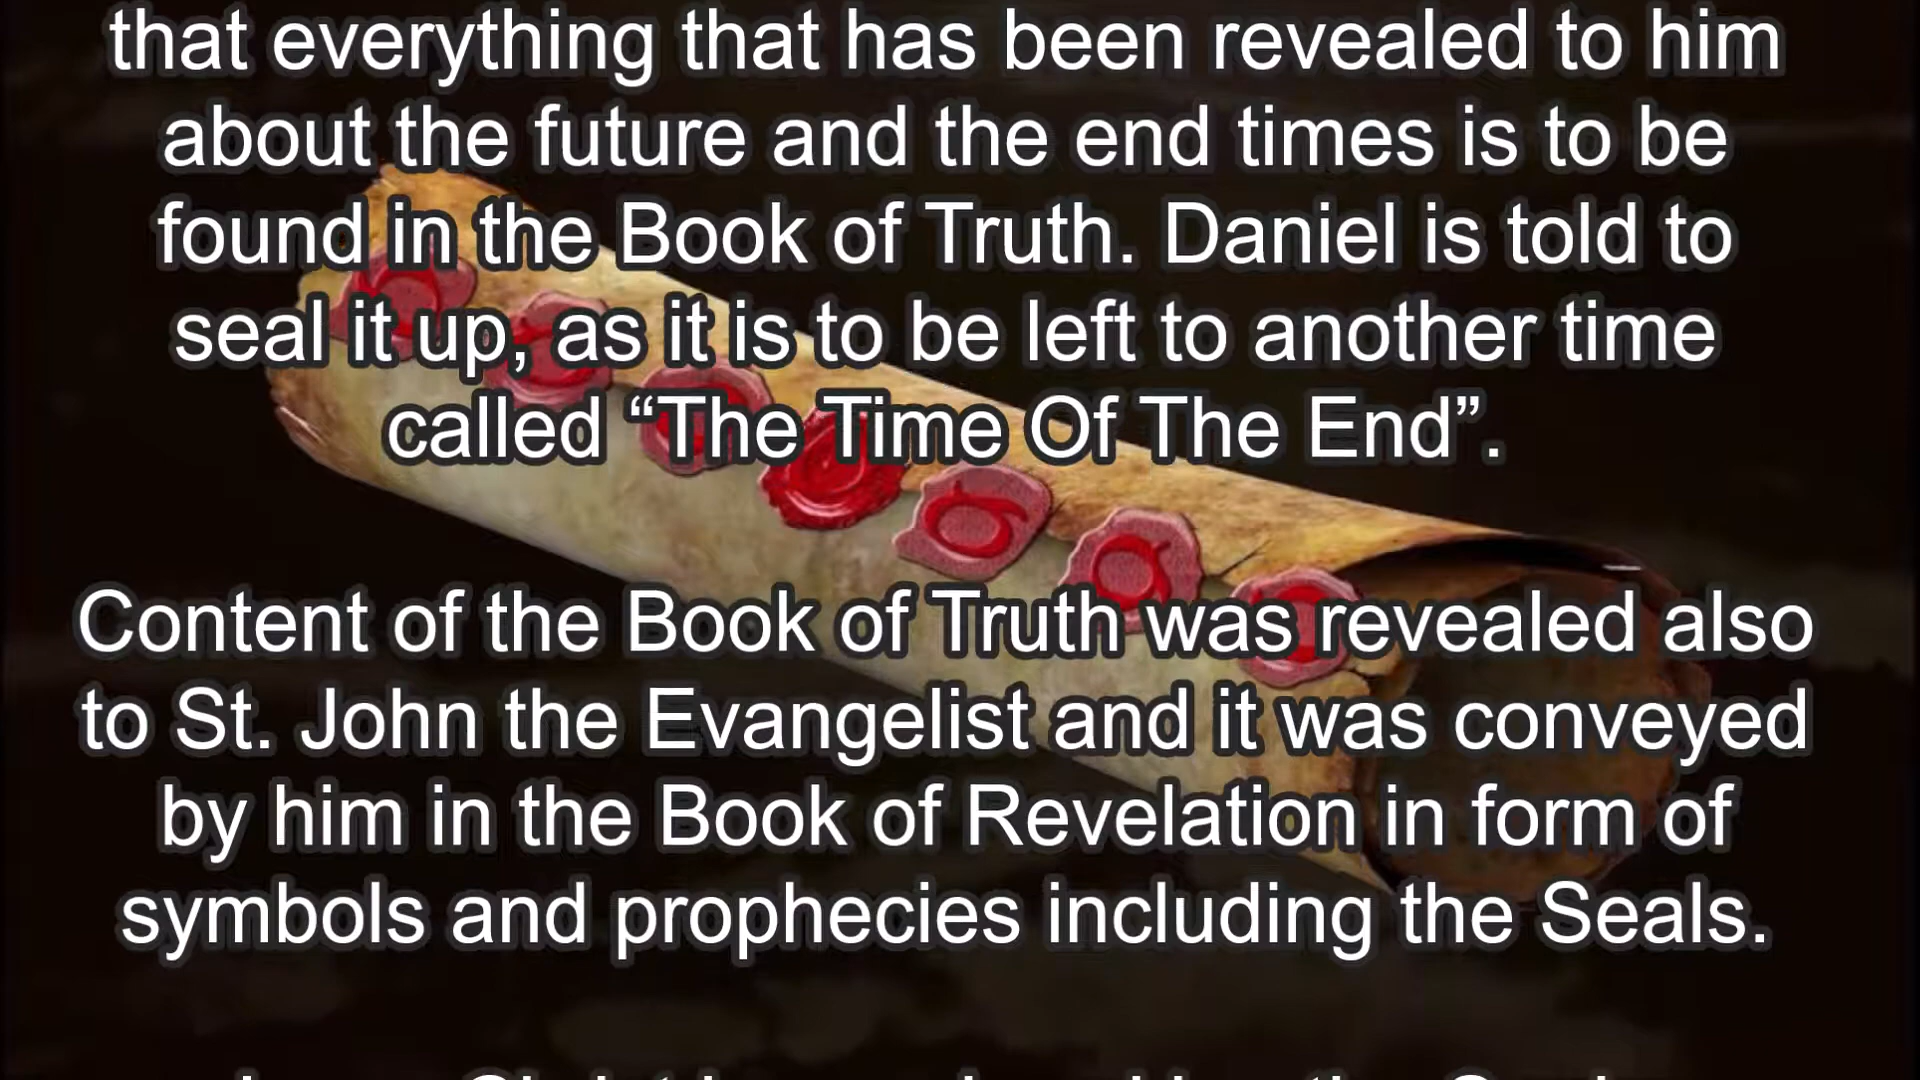 that everything that has been revealed to him
about the future and the end times is to be
found in the Book of Truth. Daniel is told to
seal it up, as it is to be left to another time
called “The Time Of The End”.
Content of the Book of Truth was revealed also
to St. John the Evangelist and it was conveyed
by him in the Book of Revelation in form of
symbols and prophecies including the Seals.